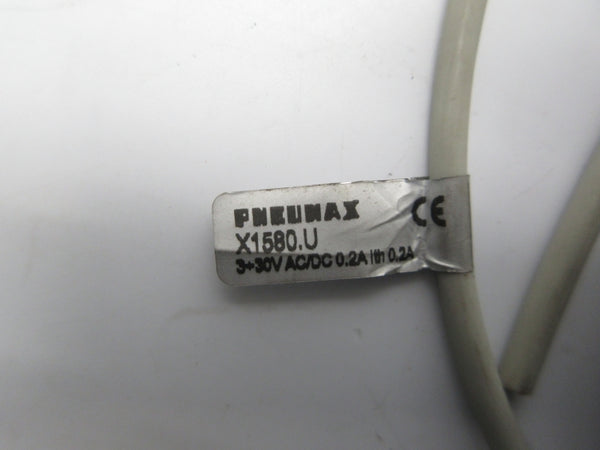 PNEUMAX CE
X1580.U
3÷30V AC/DC 0.2A Ith 0.2A